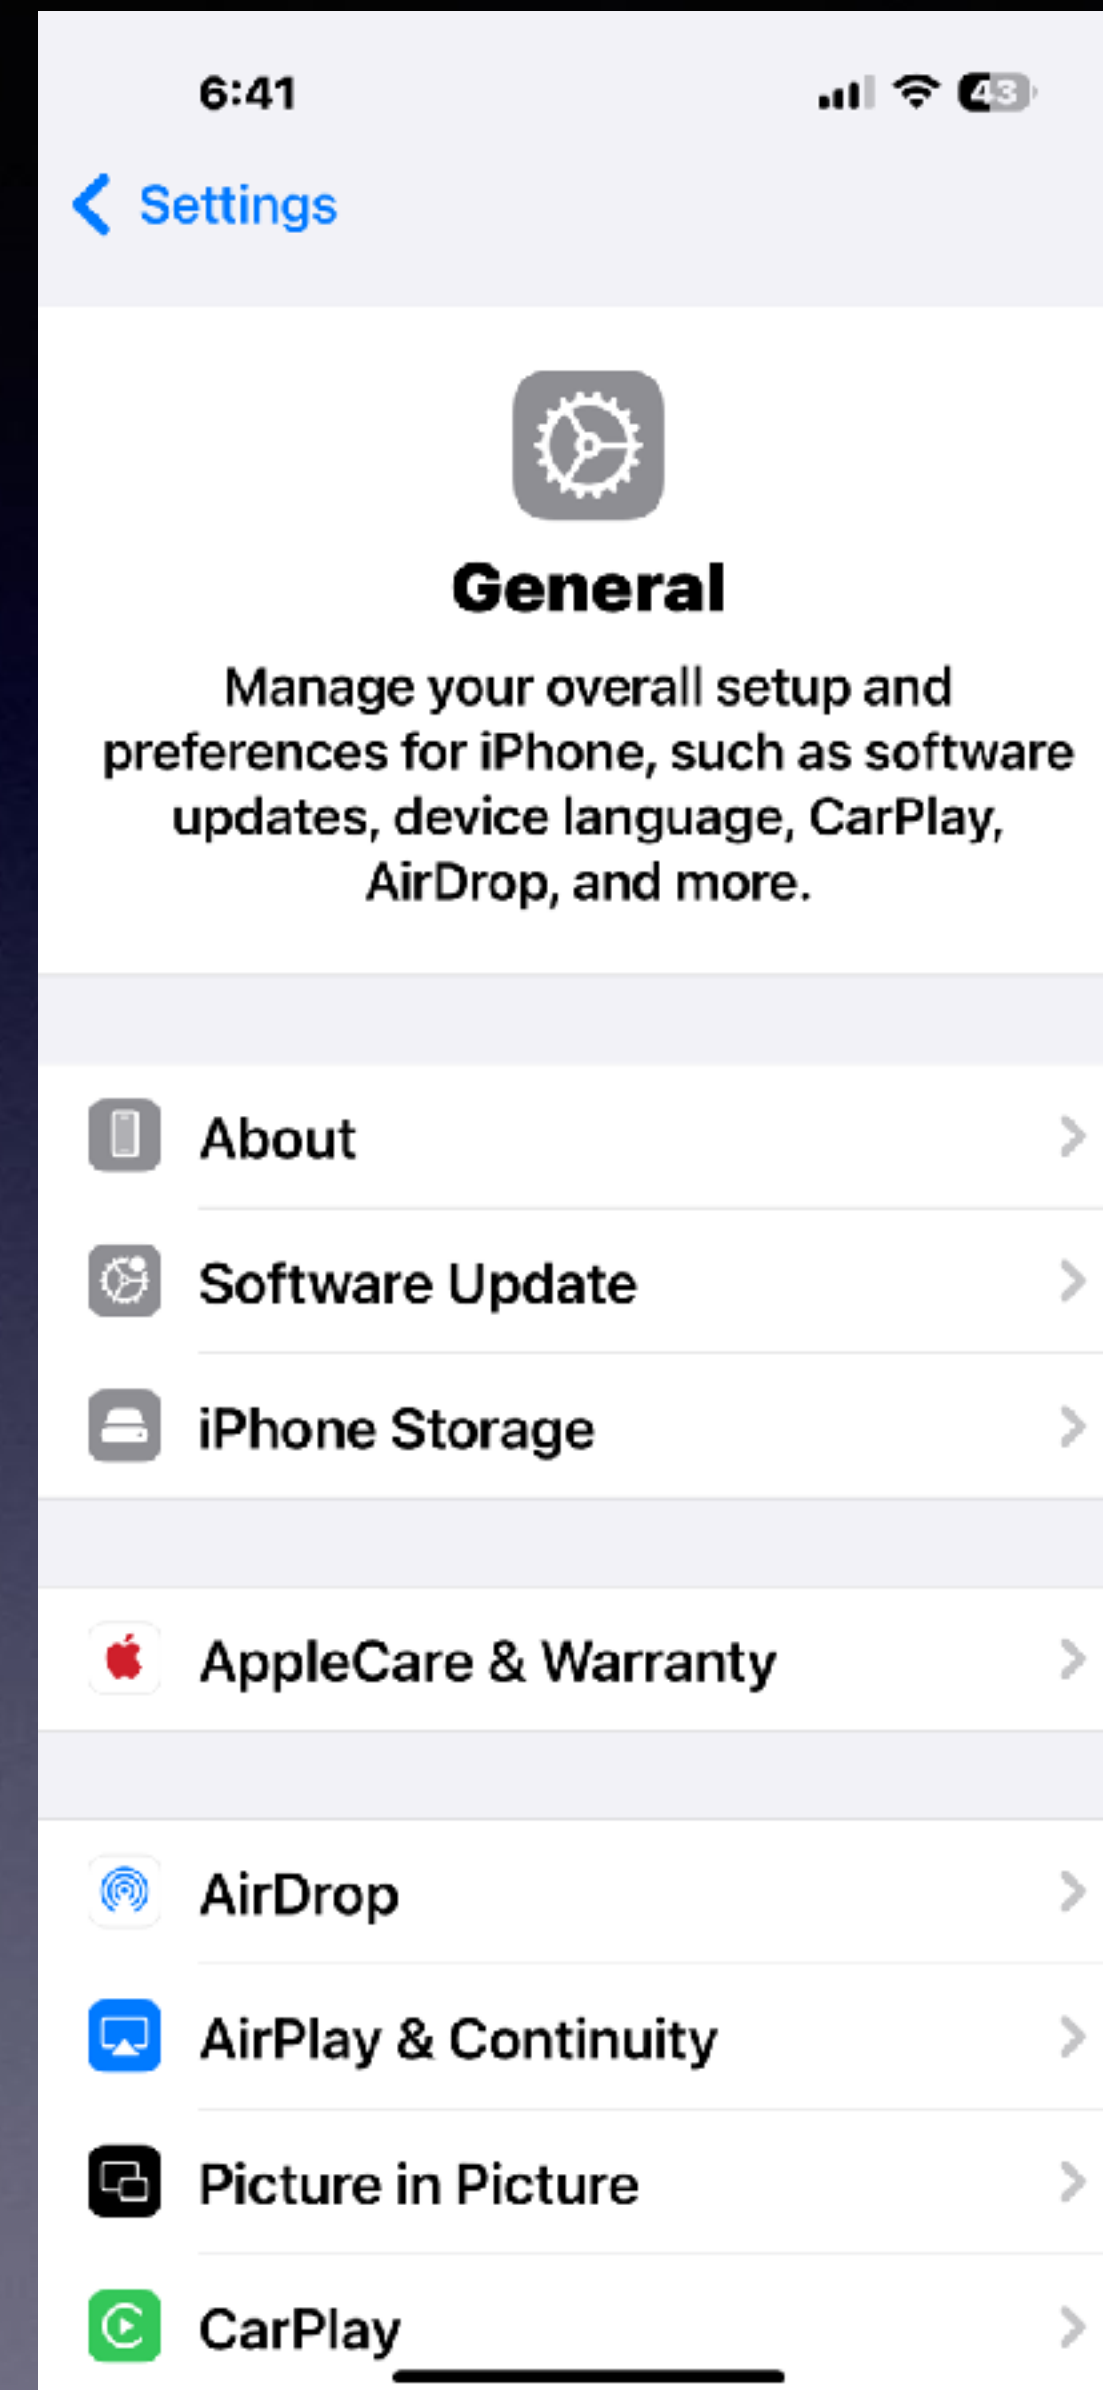 6:41
43
Settings
General
Manage your overall setup and
preferences for iPhone, such as software
updates, device language, CarPlay,
AirDrop, and more.
About
Software Update
iPhone Storage
AppleCare & Warranty
AirDrop
AirPlay & Continuity
Picture in Picture
CarPlay